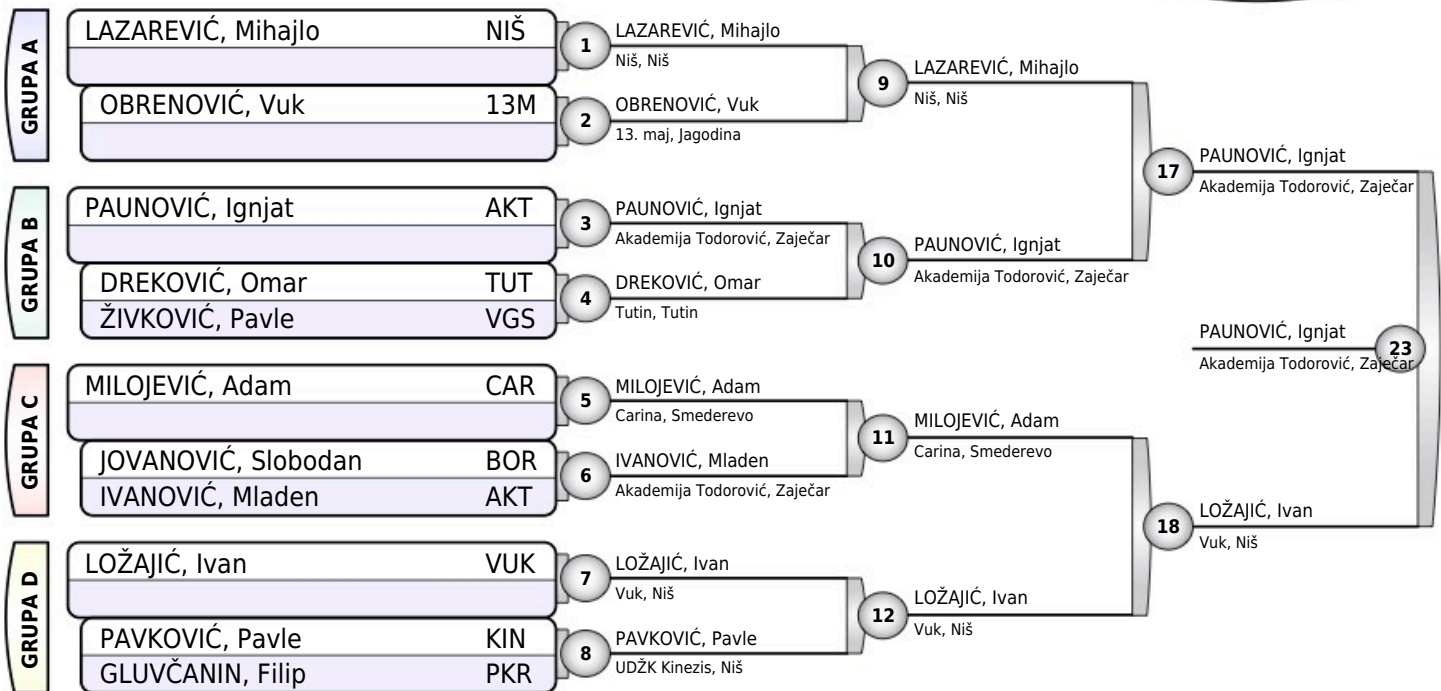 GRUPA A
LAZAREVIĆ, Mihajlo NIŠ
OBRENOVIĆ, Vuk 13M
GRUPA B
PAUNOVIĆ, Ignjat AKT
DREKOVIĆ, Omar TUT
ŽIVKOVIĆ, Pavle VGS
GRUPA C
MILOJEVIĆ, Adam CAR
JOVANOVIĆ, Slobodan BOR
IVANOVIĆ, Mladen AKT
GRUPA D
LOŽAJIĆ, Ivan VUK
PAVKOVIĆ, Pavle KIN
GLUVČANIN, Filip PKR
1 LAZAREVIĆ, Mihajlo
Niš, Niš
2 OBRENOVIĆ, Vuk
13. maj, Jagodina
3 PAUNOVIĆ, Ignjat
Akademija Todorović, Zaječar
4 DREKOVIĆ, Omar
Tutin, Tutin
5 MILOJEVIĆ, Adam
Carina, Smederevo
6 IVANOVIĆ, Mladen
Akademija Todorović, Zaječar
7 LOŽAJIĆ, Ivan
Vuk, Niš
8 PAVKOVIĆ, Pavle
UDŽK Kinezis, Niš
9 LAZAREVIĆ, Mihajlo
Niš, Niš
10 PAUNOVIĆ, Ignjat
Akademija Todorović, Zaječar
11 MILOJEVIĆ, Adam
Carina, Smederevo
12 LOŽAJIĆ, Ivan
Vuk, Niš
17 PAUNOVIĆ, Ignjat
Akademija Todorović, Zaječar
18 LOŽAJIĆ, Ivan
Vuk, Niš
PAUNOVIĆ, Ignjat
23
Akademija Todorović, Zaječar